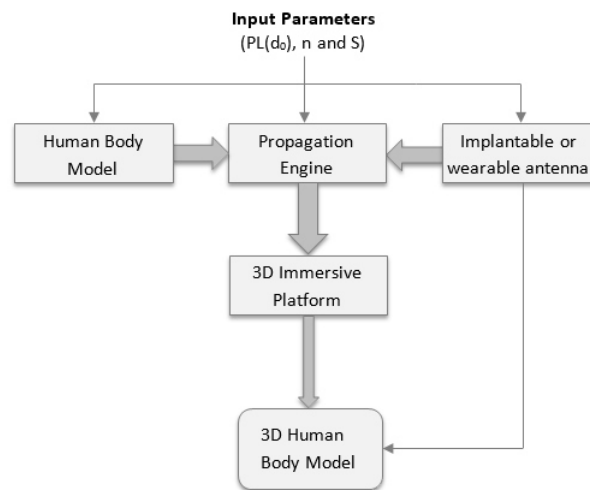 Input Parameters
(PL(d₀), n and S)
Human Body
Model
Propagation
Engine
Implantable or
wearable antenna
3D Immersive
Platform
3D Human
Body Model